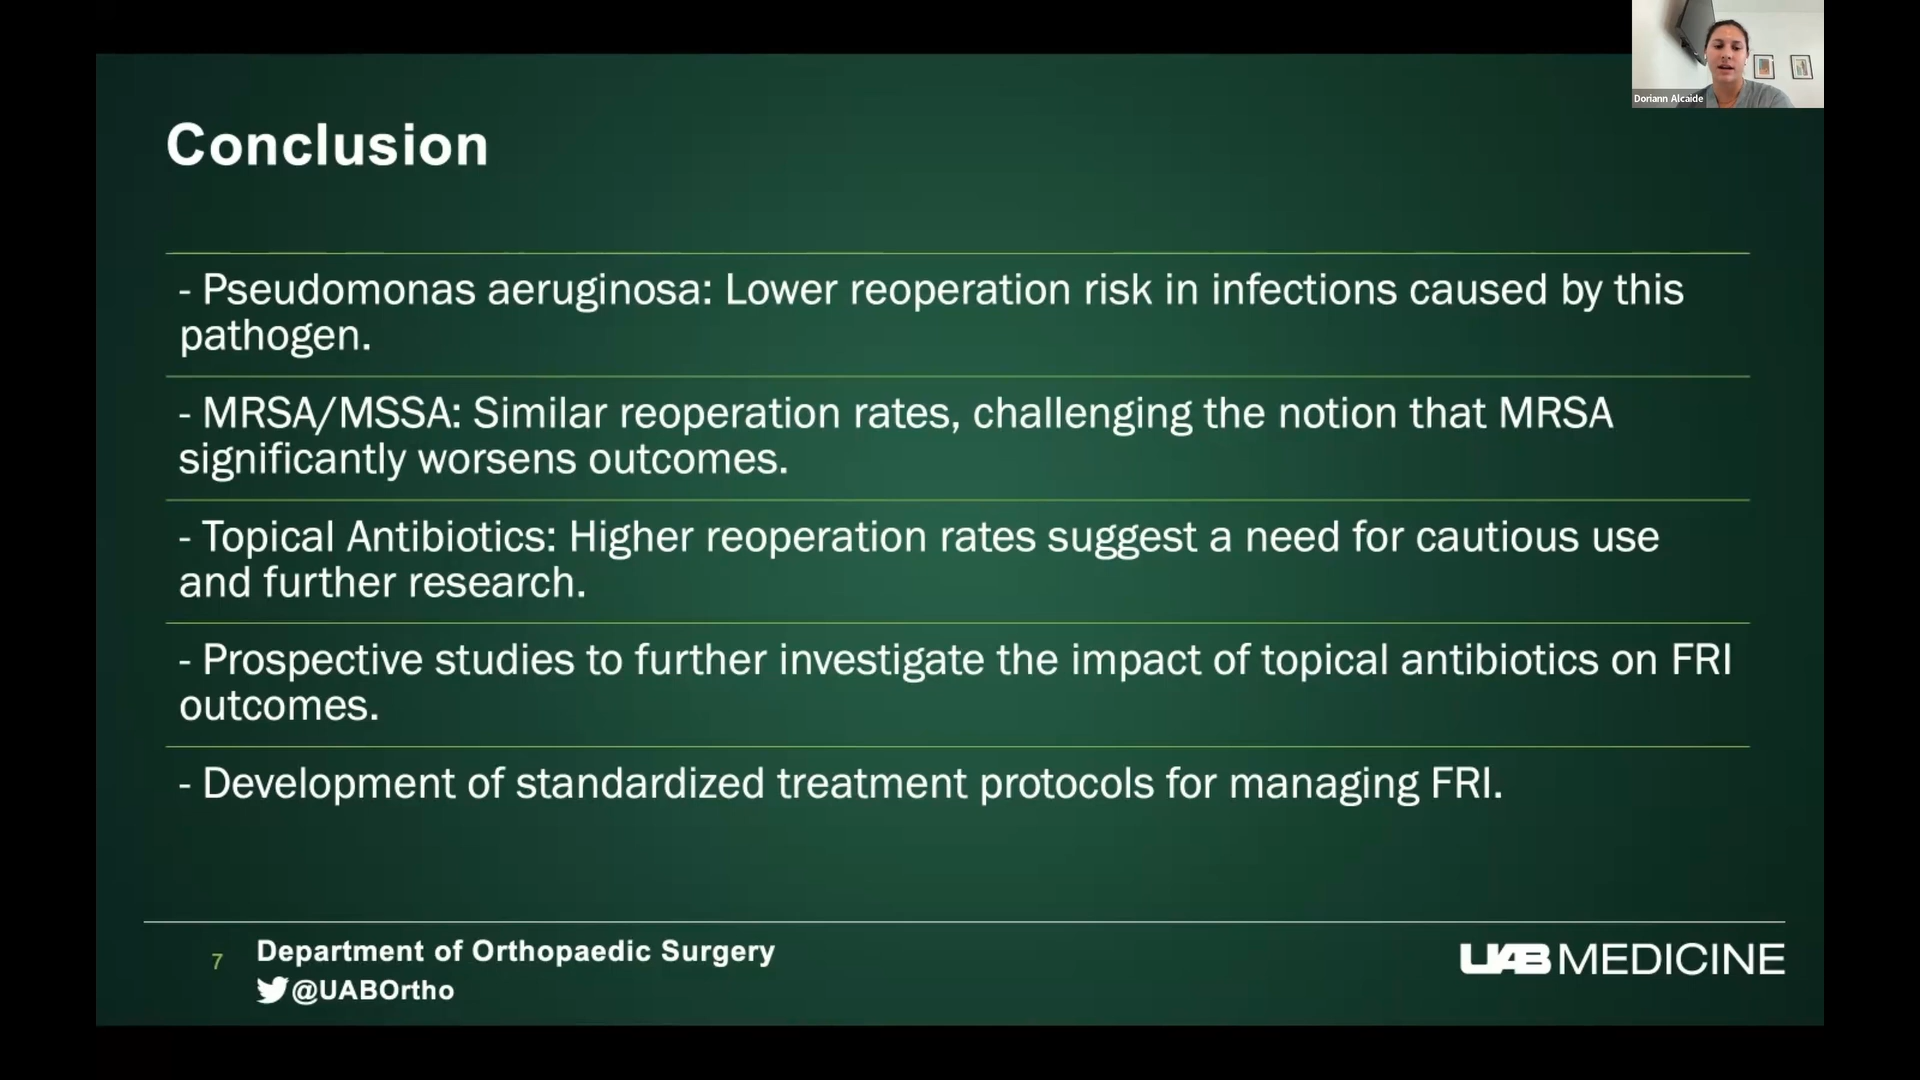 Doriann Alcaide
Conclusion
- Pseudomonas aeruginosa: Lower reoperation risk in infections caused by this
pathogen.
- MRSA/MSSA: Similar reoperation rates, challenging the notion that MRSA
significantly worsens outcomes.
- Topical Antibiotics: Higher reoperation rates suggest a need for cautious use
and further research.
- Prospective studies to further investigate the impact of topical antibiotics on FRI
outcomes.
- Development of standardized treatment protocols for managing FRI.
7
Department of Orthopaedic Surgery
@UABOrtho
UAB MEDICINE